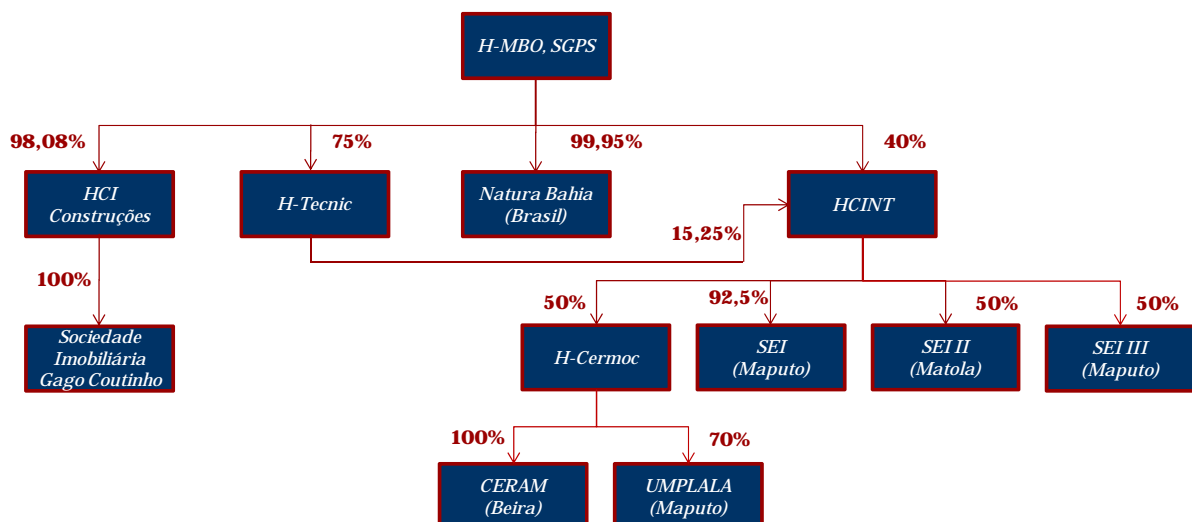 H-MBO, SGPS
98,08%
75%
99,95%
40%
HCI
Construções
H-Tecnic
Natura Bahia
(Brasil)
HCINT
15,25%
100%
50%
92,5%
50%
50%
Sociedade
Imobiliária
Gago Coutinho
H-Cermoc
SEI
(Maputo)
SEI II
(Matola)
SEI III
(Maputo)
100%
70%
CERAM
(Beira)
UMPLALA
(Maputo)